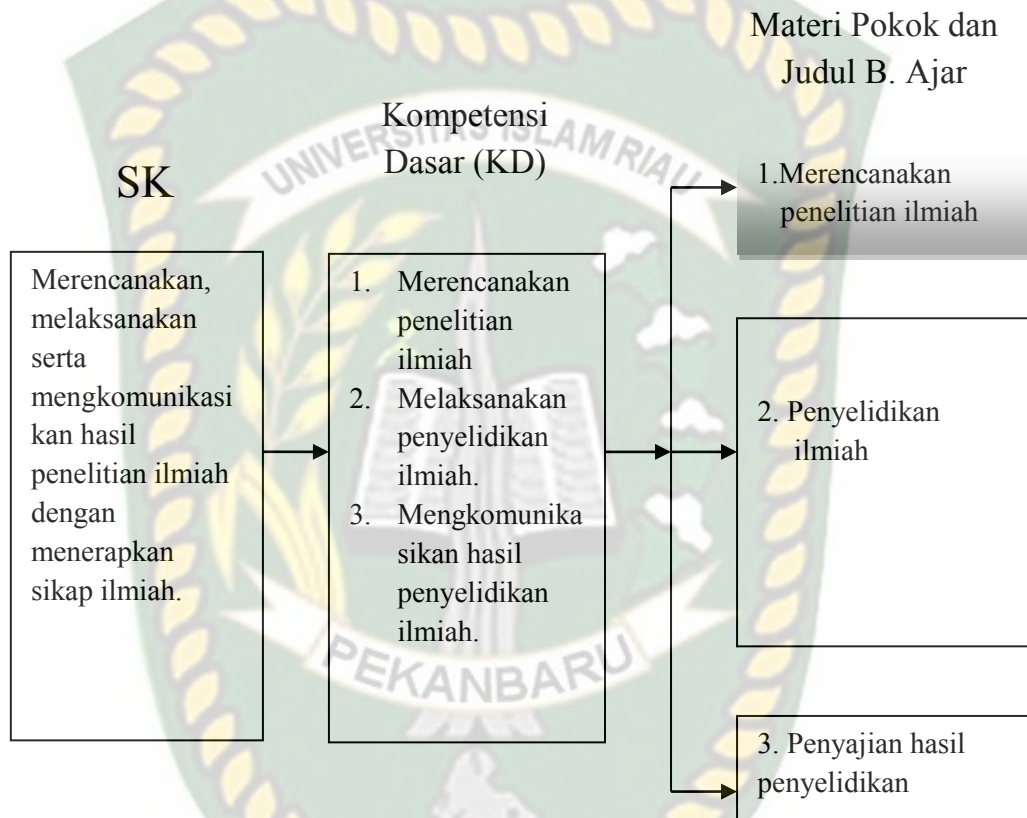 Materi Pokok dan
Judul B. Ajar
Kompetensi
Dasar (KD)
SK
UNIVERSITAS ISLAM RIAU
Merencanakan,
melaksanakan
serta
mengkomunikasi
kan hasil
penelitian ilmiah
dengan
menerapkan
sikap ilmiah.
1. Merencanakan
penelitian
ilmiah
2. Melaksanakan
penyelidikan
ilmiah.
3. Mengkomunika
sikan hasil
penyelidikan
ilmiah.
1.Merencanakan
penelitian ilmiah
2. Penyelidikan
ilmiah
3. Penyajian hasil
penyelidikan
PEKANBARU